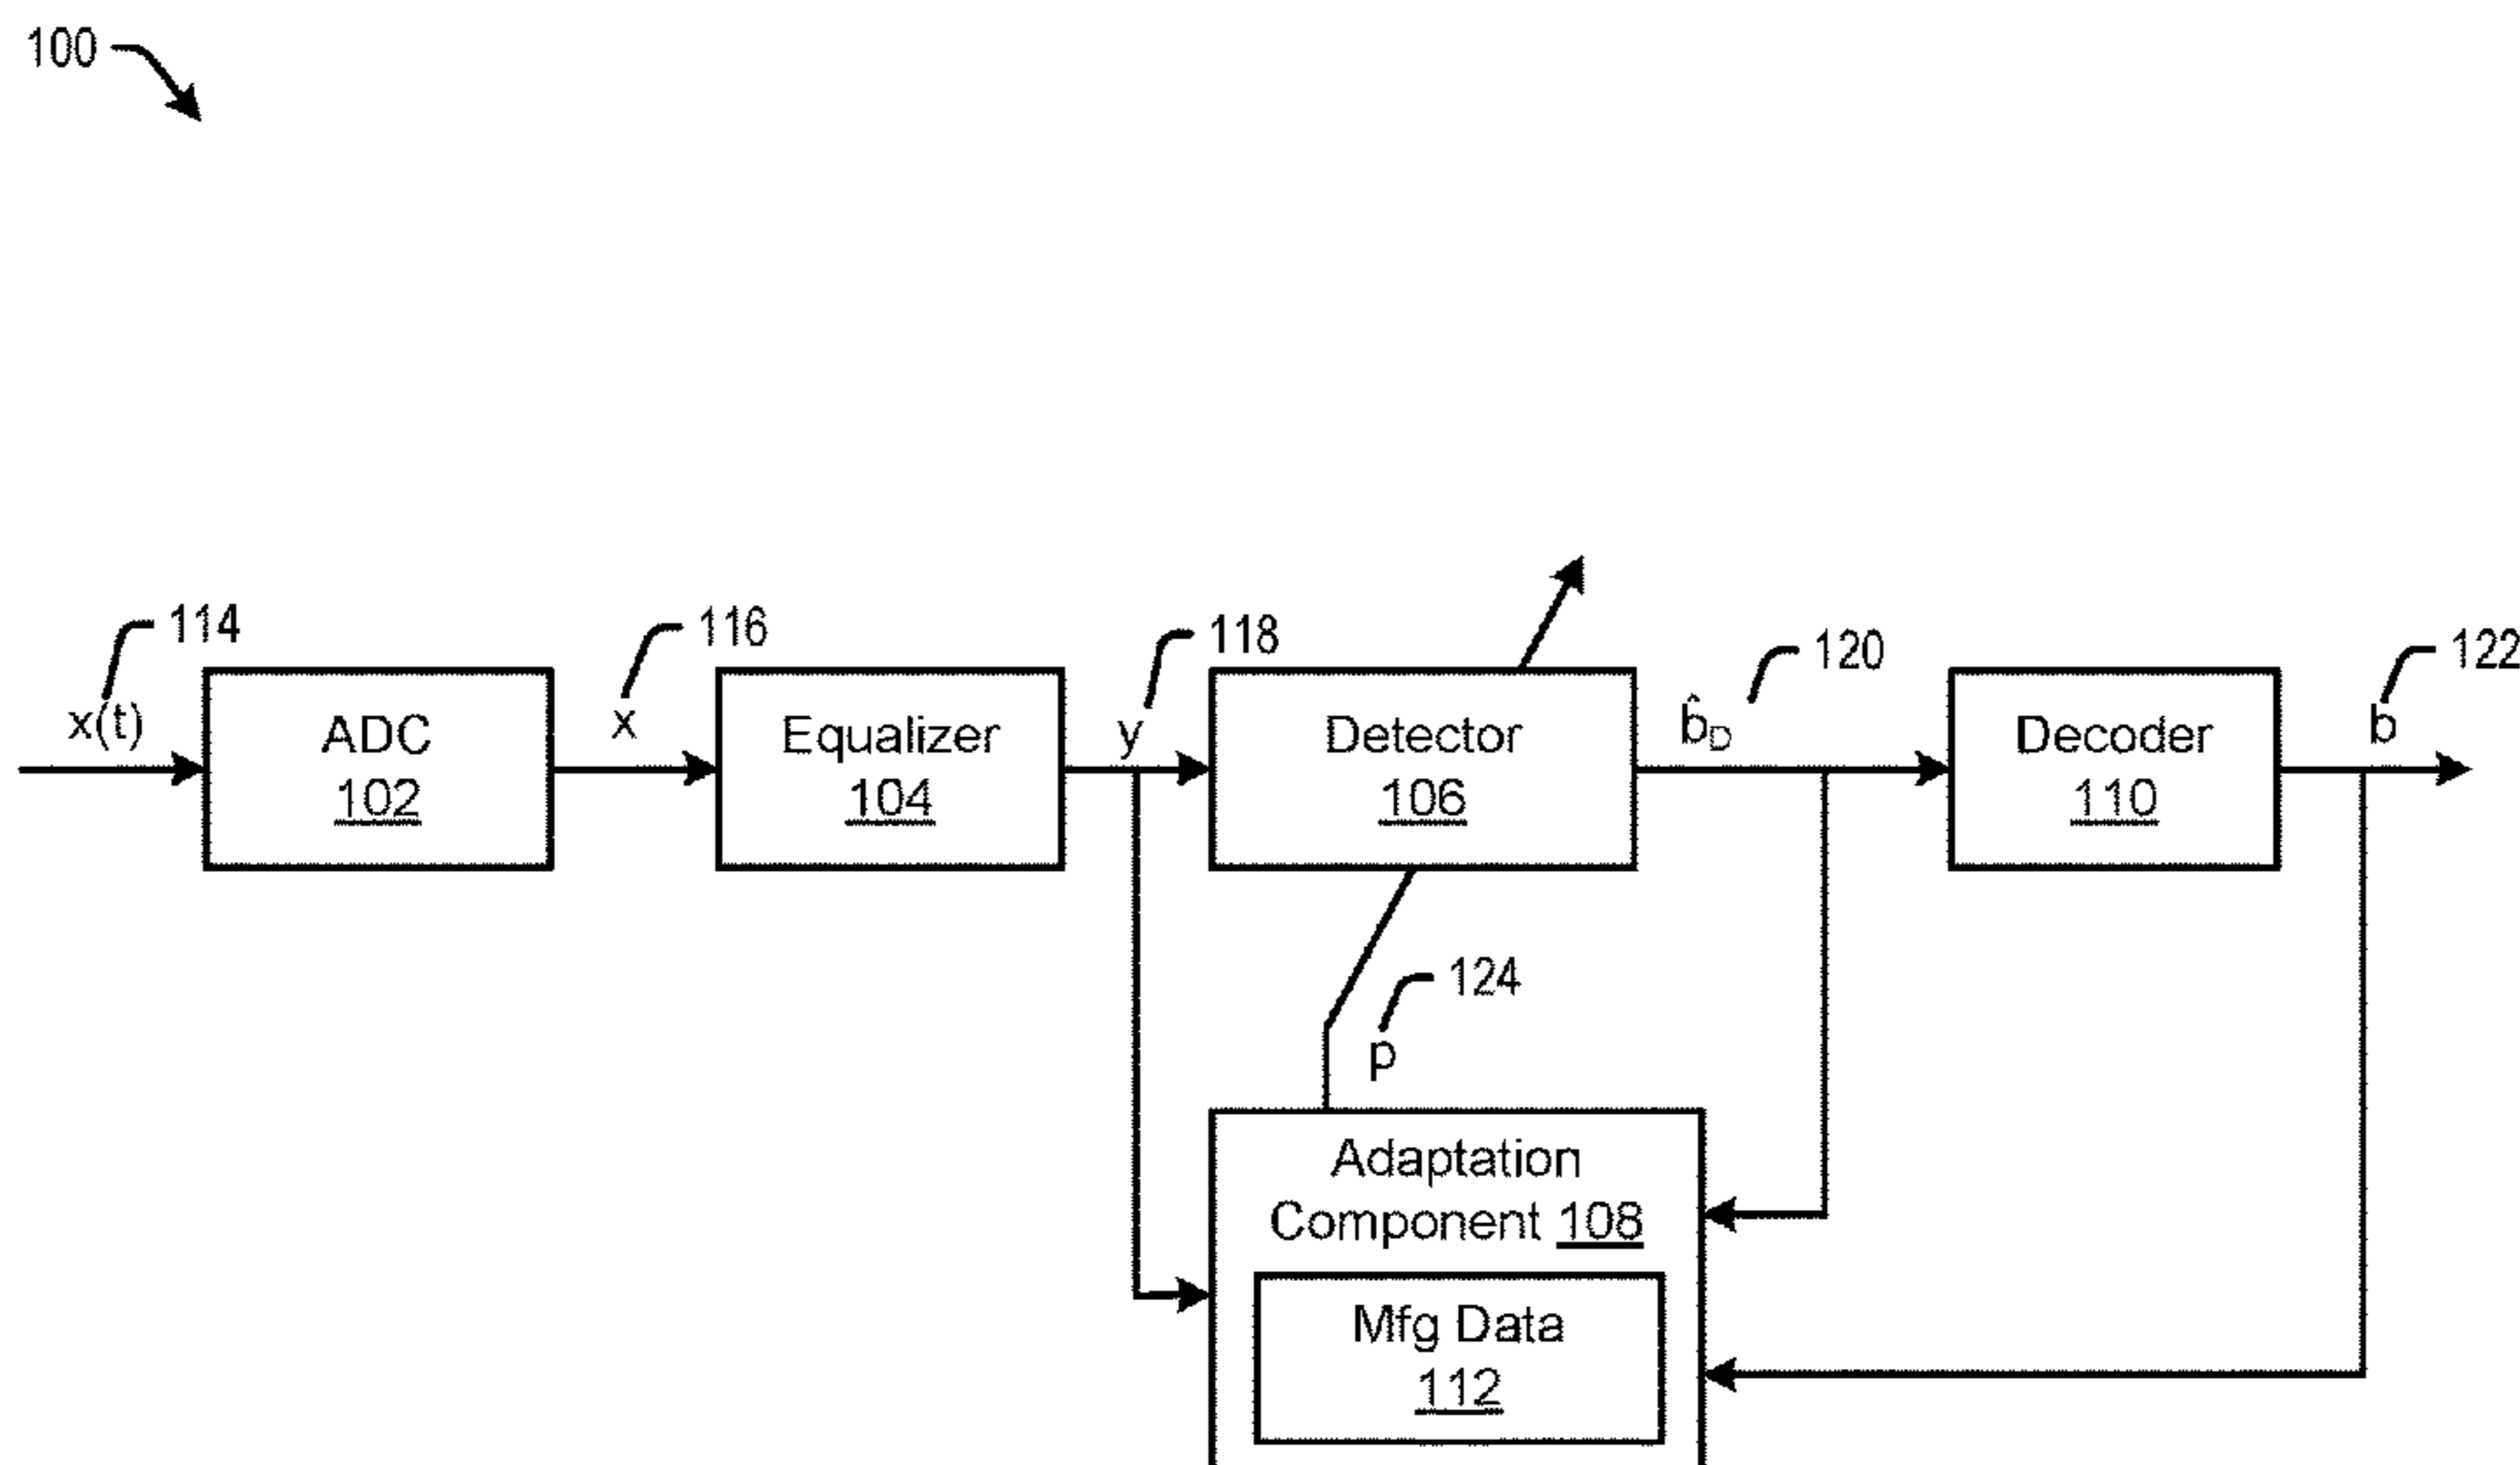 100
114
116
118
120
122
x(t)
ADC
102
x
Equalizer
104
y
Detector
106
b̂D
Decoder
110
b
124
p
Adaptation
Component 108
Mfg Data
112